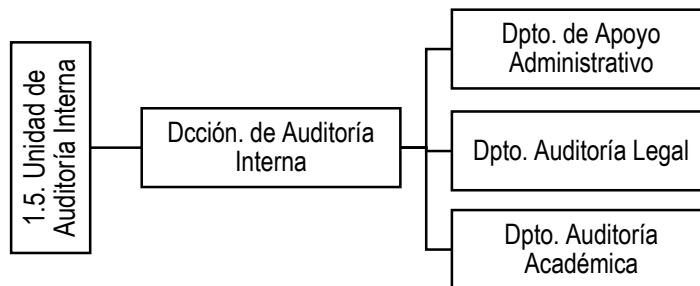 1.5. Unidad de
Auditoría Interna
Dcción. de Auditoría
Interna
Dpto. de Apoyo
Administrativo
Dpto. Auditoría Legal
Dpto. Auditoría
Académica